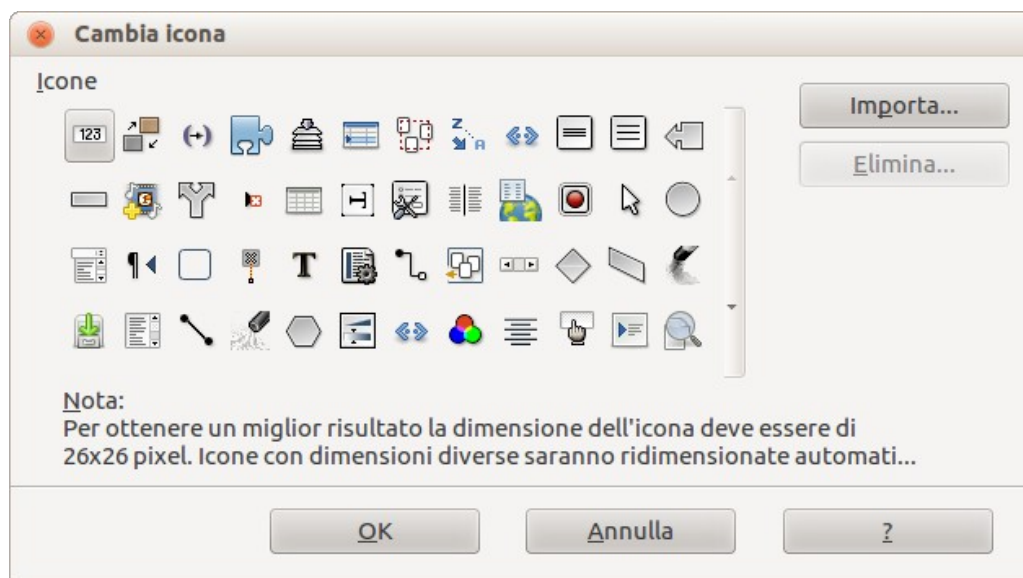 Cambia icona
Icone
Importa...
Elimina...
123
Z
A
T
Nota:
Per ottenere un miglior risultato la dimensione dell'icona deve essere di
26x26 pixel. Icone con dimensioni diverse saranno ridimensionate automati...
OK
Annulla
?